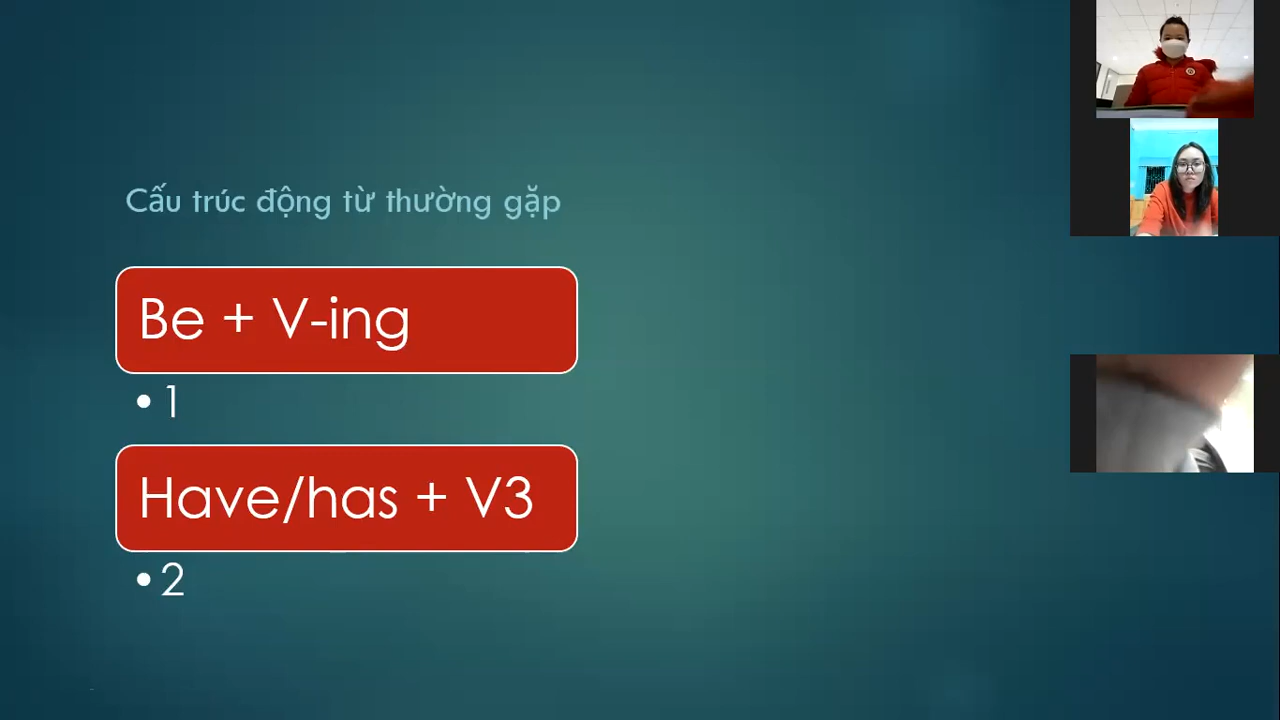 Cấu trúc động từ thường gặp
Be + V-ing
• 1
Have/has + V3
• 2